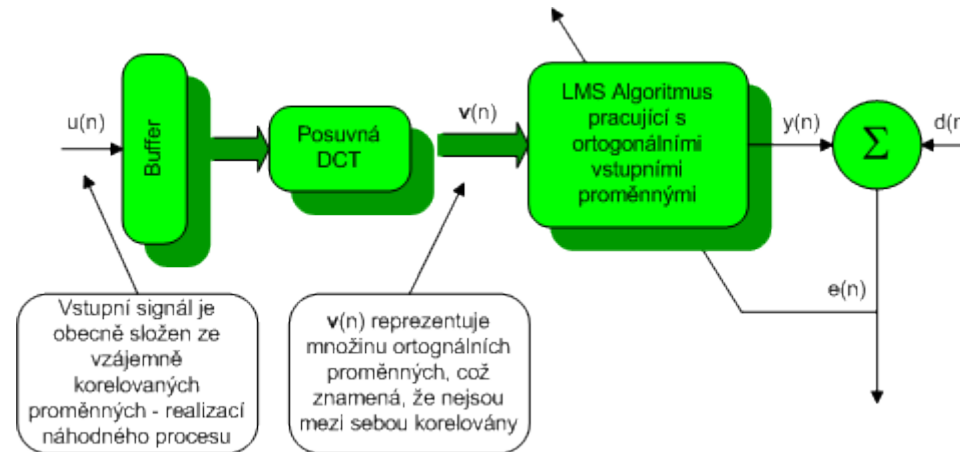 u(n)
Buffer
Posuvná
DCT
v(n)
LMS Algoritmus
pracující s
ortogonálními
vstupními
proměnnými
y(n)
Σ
d(n
e(n)
Vstupní signál je
obecně složen ze
vzájemně
korelovaných
proměnných - realizací
náhodného procesu
v(n) reprezentuje
množinu ortognálních
proměnných, což
znamená, že nejsou
mezi sebou korelovány